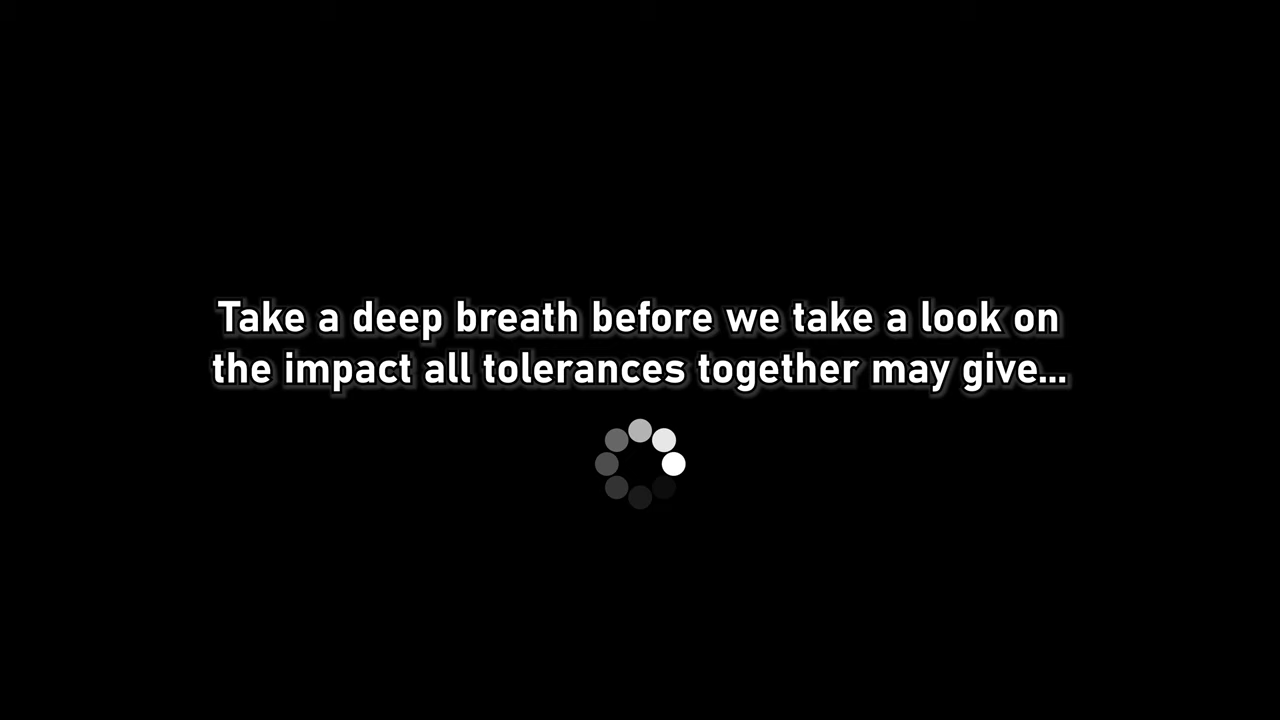 Take a deep breath before we take a look on
the impact all tolerances together may give...